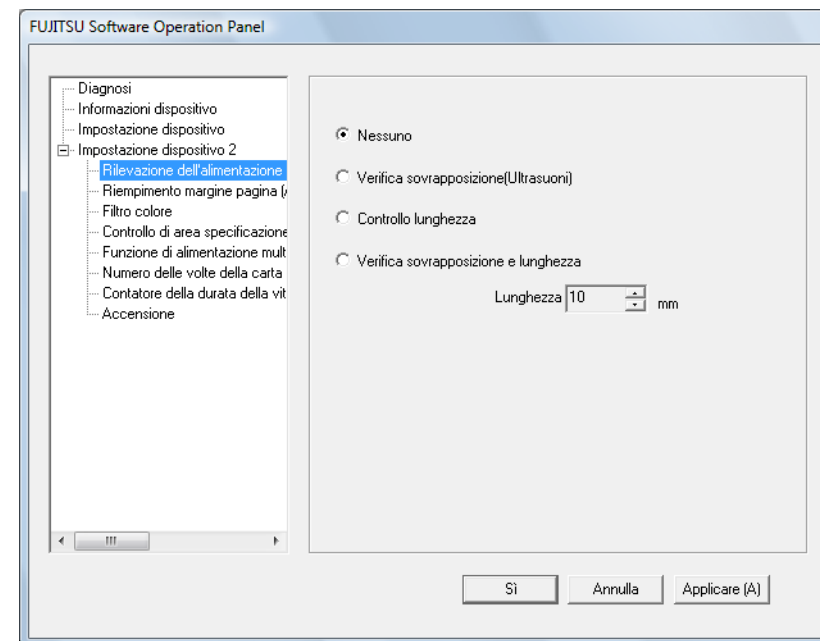 FUJITSU Software Operation Panel
Diagnosi
Informazioni dispositivo
Impostazione dispositivo
Impostazione dispositivo 2
Rilevazione dell'alimentazione
Riempimento margine pagina (
Filtro colore
Controllo di area specificazione
Funzione di alimentazione mult
Numero delle volte della carta
Contatore della durata della vit
Accensione
Nessuno
Verifica sovrapposizione(Ultrasuoni)
Controllo lunghezza
Verifica sovrapposizione e lunghezza
Lunghezza 10 mm
Sì Annulla Applicare (A)